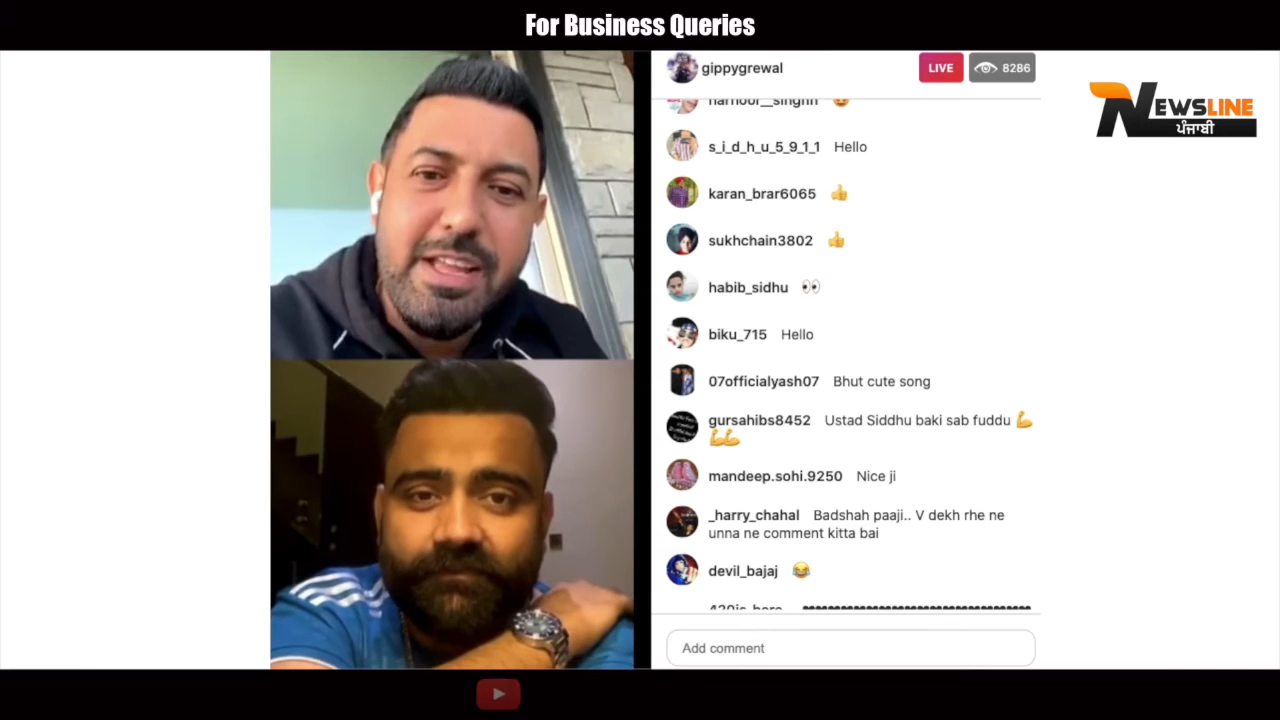 For Business Queries
gippygrewal
LIVE
8286
NEWSLINE
ਪੰਜਾਬੀ
harnoor__singhh 😍
s_i_d_h_u_5_9_1_1 Hello
karan_brar6065 👍
sukhchain3802 👍
habib_sidhu 👀
biku_715 Hello
07officialyash07 Bhut cute song
gursahibs8452 Ustad Siddhu baki sab fuddu 💪
💪💪
mandeep.sohi.9250 Nice ji
_harry_chahal Badshah paaji.. V dekh rhe ne
unna ne comment kitta bai
devil_bajaj 😂
Add comment